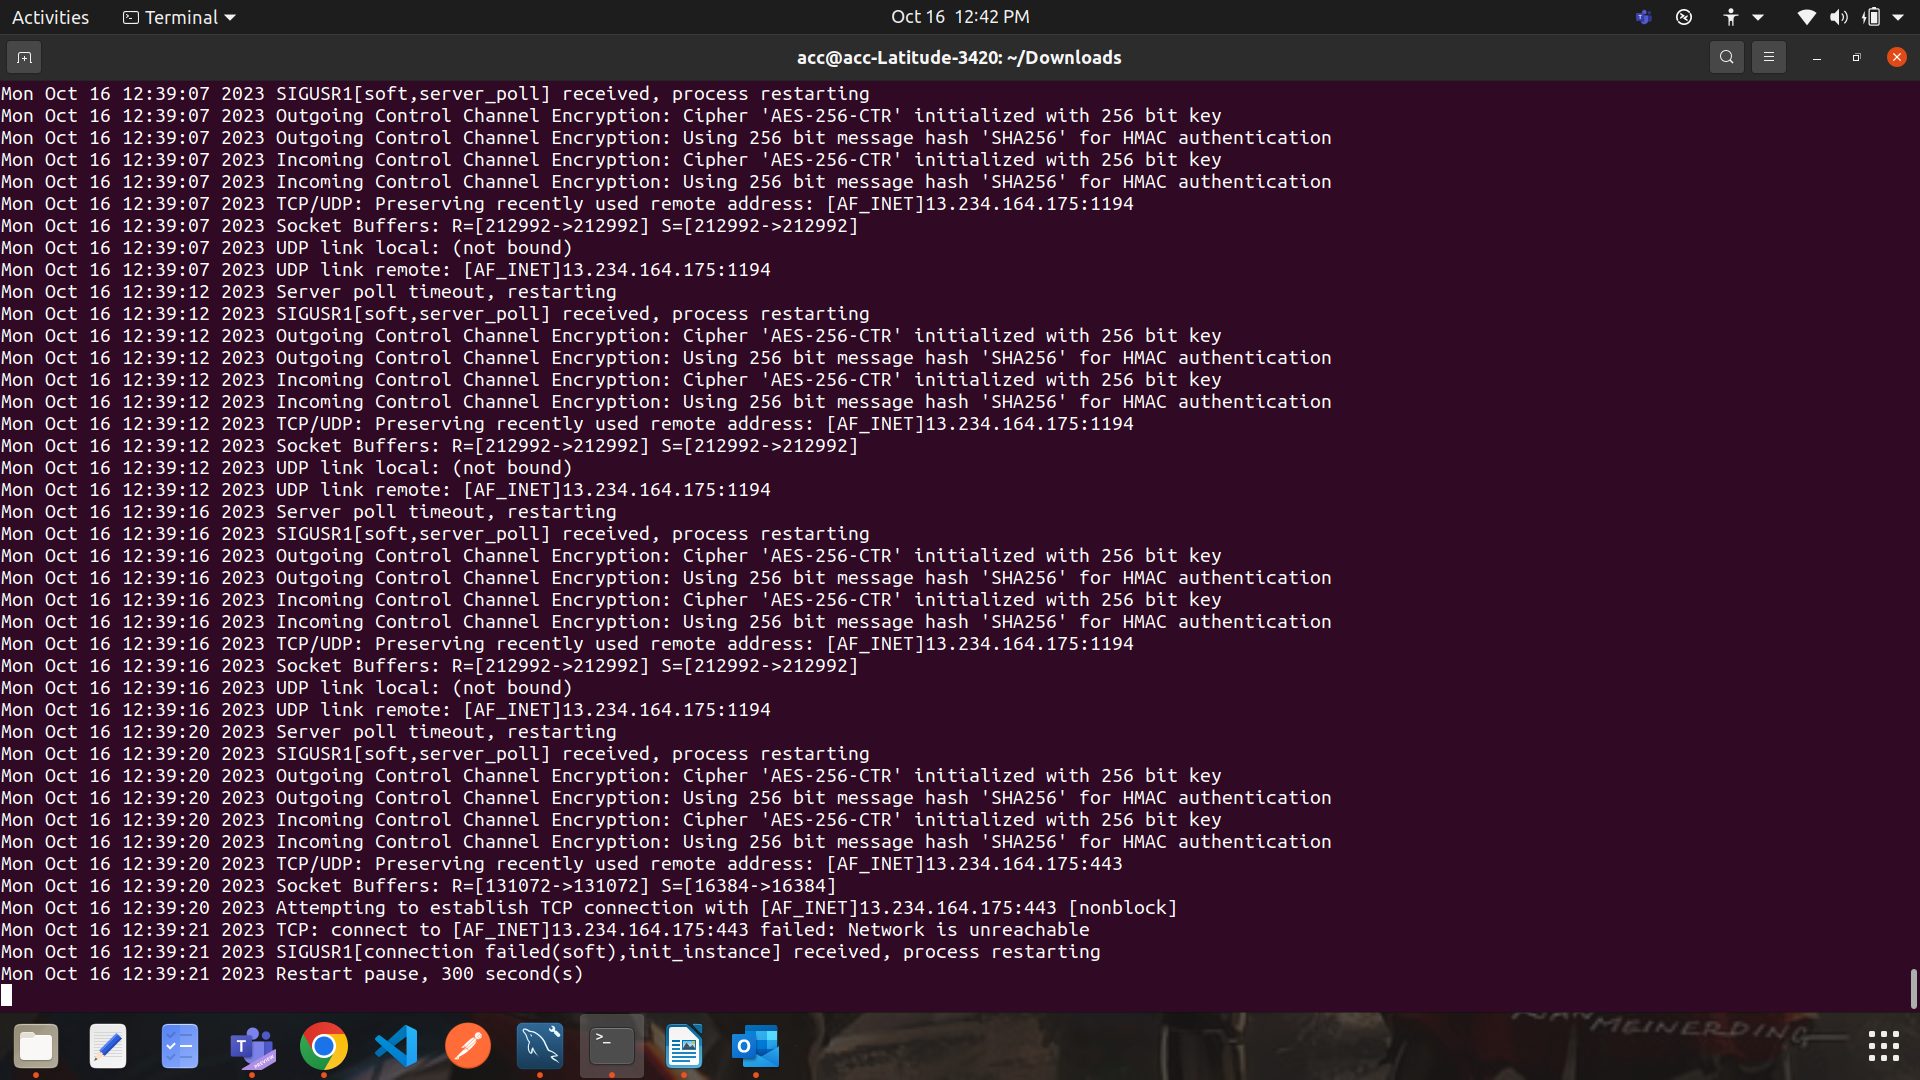 Activities Terminal Oct 16 12:42 PM
acc@acc-Latitude-3420: ~/Downloads
Mon Oct 16 12:39:07 2023 SIGUSR1[soft,server_poll] received, process restarting
Mon Oct 16 12:39:07 2023 Outgoing Control Channel Encryption: Cipher 'AES-256-CTR' initialized with 256 bit key
Mon Oct 16 12:39:07 2023 Outgoing Control Channel Encryption: Using 256 bit message hash 'SHA256' for HMAC authentication
Mon Oct 16 12:39:07 2023 Incoming Control Channel Encryption: Cipher 'AES-256-CTR' initialized with 256 bit key
Mon Oct 16 12:39:07 2023 Incoming Control Channel Encryption: Using 256 bit message hash 'SHA256' for HMAC authentication
Mon Oct 16 12:39:07 2023 TCP/UDP: Preserving recently used remote address: [AF_INET]13.234.164.175:1194
Mon Oct 16 12:39:07 2023 Socket Buffers: R=[212992->212992] S=[212992->212992]
Mon Oct 16 12:39:07 2023 UDP link local: (not bound)
Mon Oct 16 12:39:07 2023 UDP link remote: [AF_INET]13.234.164.175:1194
Mon Oct 16 12:39:12 2023 Server poll timeout, restarting
Mon Oct 16 12:39:12 2023 SIGUSR1[soft,server_poll] received, process restarting
Mon Oct 16 12:39:12 2023 Outgoing Control Channel Encryption: Cipher 'AES-256-CTR' initialized with 256 bit key
Mon Oct 16 12:39:12 2023 Outgoing Control Channel Encryption: Using 256 bit message hash 'SHA256' for HMAC authentication
Mon Oct 16 12:39:12 2023 Incoming Control Channel Encryption: Cipher 'AES-256-CTR' initialized with 256 bit key
Mon Oct 16 12:39:12 2023 Incoming Control Channel Encryption: Using 256 bit message hash 'SHA256' for HMAC authentication
Mon Oct 16 12:39:12 2023 TCP/UDP: Preserving recently used remote address: [AF_INET]13.234.164.175:1194
Mon Oct 16 12:39:12 2023 Socket Buffers: R=[212992->212992] S=[212992->212992]
Mon Oct 16 12:39:12 2023 UDP link local: (not bound)
Mon Oct 16 12:39:12 2023 UDP link remote: [AF_INET]13.234.164.175:1194
Mon Oct 16 12:39:16 2023 Server poll timeout, restarting
Mon Oct 16 12:39:16 2023 SIGUSR1[soft,server_poll] received, process restarting
Mon Oct 16 12:39:16 2023 Outgoing Control Channel Encryption: Cipher 'AES-256-CTR' initialized with 256 bit key
Mon Oct 16 12:39:16 2023 Outgoing Control Channel Encryption: Using 256 bit message hash 'SHA256' for HMAC authentication
Mon Oct 16 12:39:16 2023 Incoming Control Channel Encryption: Cipher 'AES-256-CTR' initialized with 256 bit key
Mon Oct 16 12:39:16 2023 Incoming Control Channel Encryption: Using 256 bit message hash 'SHA256' for HMAC authentication
Mon Oct 16 12:39:16 2023 TCP/UDP: Preserving recently used remote address: [AF_INET]13.234.164.175:1194
Mon Oct 16 12:39:16 2023 Socket Buffers: R=[212992->212992] S=[212992->212992]
Mon Oct 16 12:39:16 2023 UDP link local: (not bound)
Mon Oct 16 12:39:16 2023 UDP link remote: [AF_INET]13.234.164.175:1194
Mon Oct 16 12:39:20 2023 Server poll timeout, restarting
Mon Oct 16 12:39:20 2023 SIGUSR1[soft,server_poll] received, process restarting
Mon Oct 16 12:39:20 2023 Outgoing Control Channel Encryption: Cipher 'AES-256-CTR' initialized with 256 bit key
Mon Oct 16 12:39:20 2023 Outgoing Control Channel Encryption: Using 256 bit message hash 'SHA256' for HMAC authentication
Mon Oct 16 12:39:20 2023 Incoming Control Channel Encryption: Cipher 'AES-256-CTR' initialized with 256 bit key
Mon Oct 16 12:39:20 2023 Incoming Control Channel Encryption: Using 256 bit message hash 'SHA256' for HMAC authentication
Mon Oct 16 12:39:20 2023 TCP/UDP: Preserving recently used remote address: [AF_INET]13.234.164.175:443
Mon Oct 16 12:39:20 2023 Socket Buffers: R=[131072->131072] S=[16384->16384]
Mon Oct 16 12:39:20 2023 Attempting to establish TCP connection with [AF_INET]13.234.164.175:443 [nonblock]
Mon Oct 16 12:39:21 2023 TCP: connect to [AF_INET]13.234.164.175:443 failed: Network is unreachable
Mon Oct 16 12:39:21 2023 SIGUSR1[connection failed(soft),init_instance] received, process restarting
Mon Oct 16 12:39:21 2023 Restart pause, 300 second(s)
MEINERDING